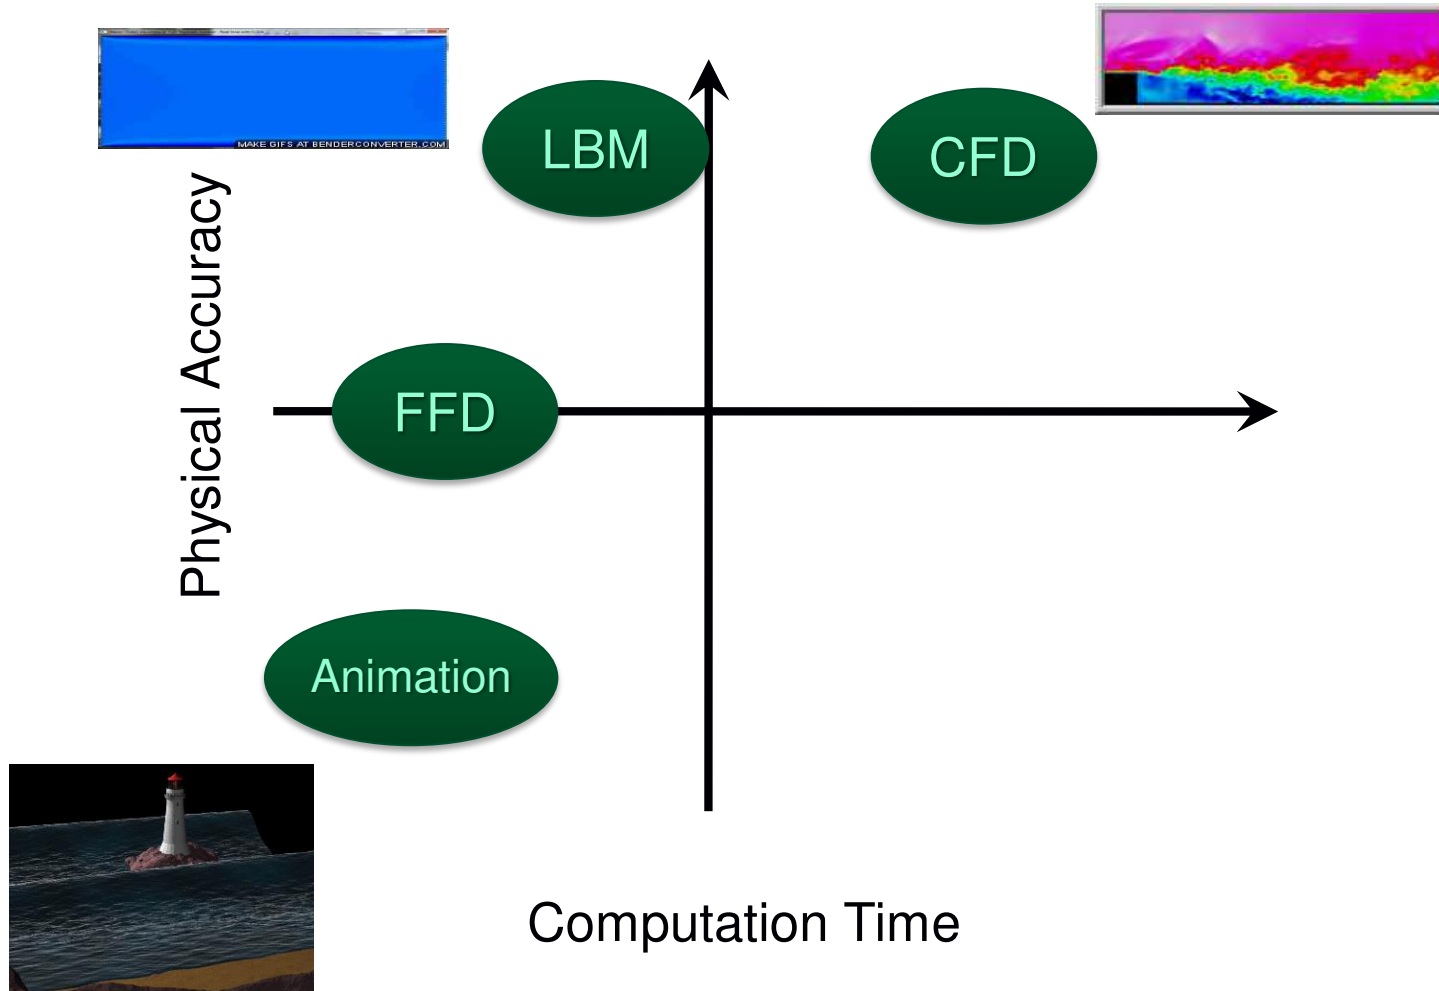 MAKE GIFS AT BENDERCONVERTER.COM
LBM
CFD
Physical Accuracy
FFD
Animation
Computation Time